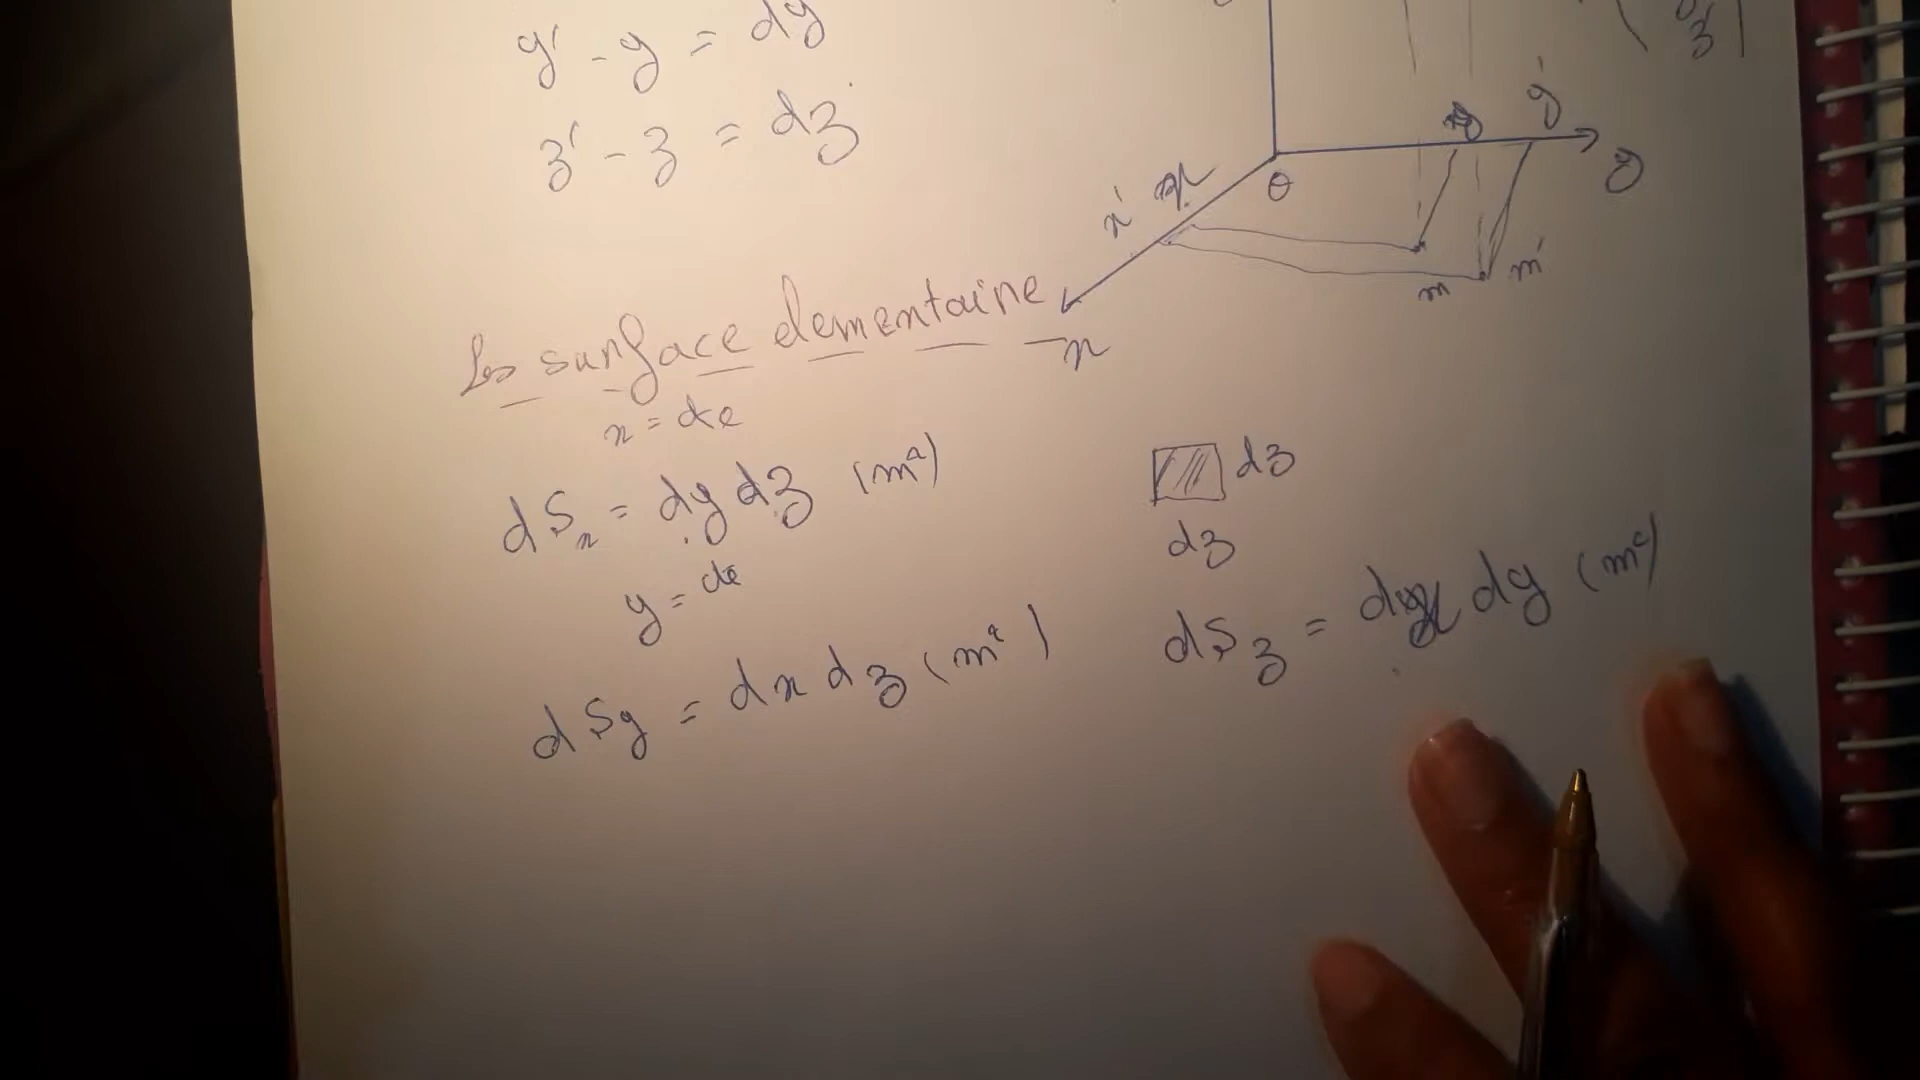 y' - y = dy
z' - z = dz
x' x
O
y'
y
m
m'
x
Les surface elementaire
x = cte
dSx = dy dz (m²)
dz
dz
y = cte
dSy = dx dz (m²)
dSz = dx dy (m²)